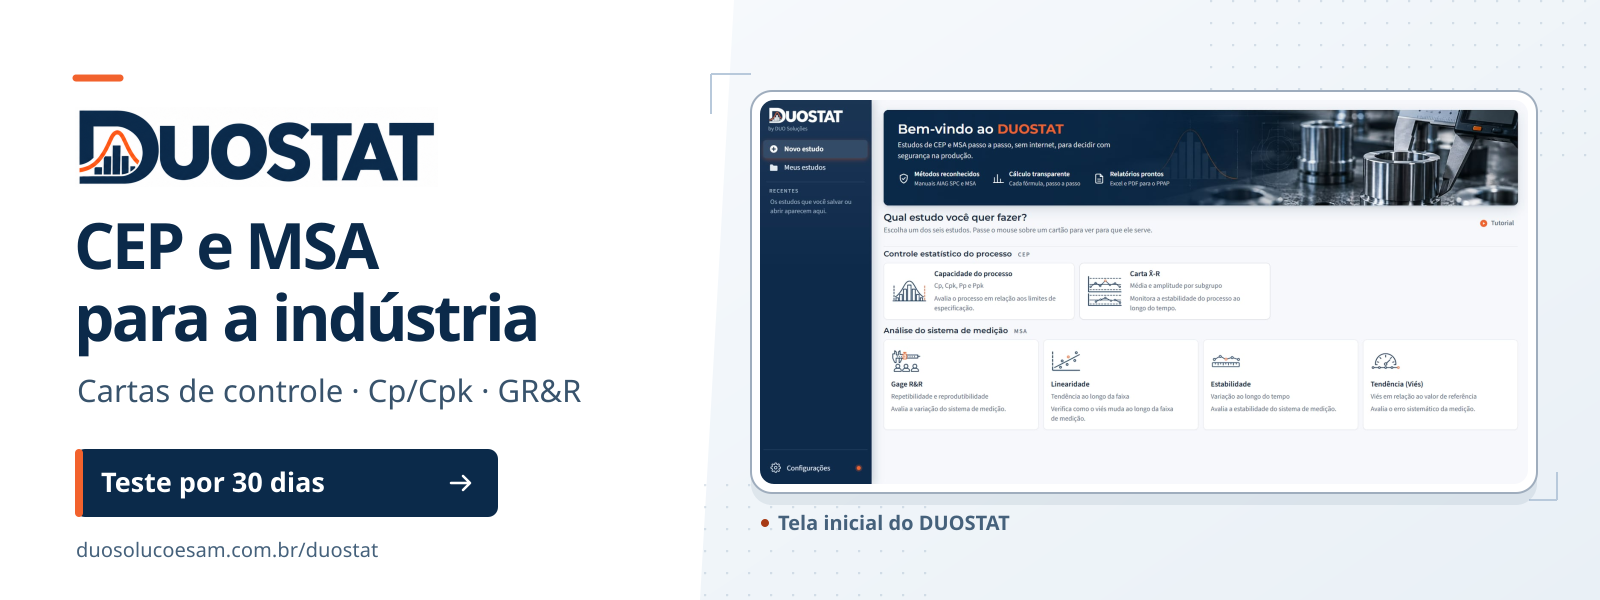 DUOSTAT
CEP e MSA
para a indústria
Cartas de controle · Cp/Cpk · GR&R
Teste por 30 dias →
duosolucoesam.com.br/duostat
DUOSTAT
by DUO Soluções
Novo estudo
Meus estudos
RECENTES
Os estudos que você salvar ou
abrir aparecem aqui.
Configurações
Bem-vindo ao DUOSTAT
Estudos de CEP e MSA passo a passo, sem internet, para decidir com
segurança na produção.
Métodos reconhecidos
Manuais AIAG SPC e MSA
Cálculo transparente
Cada fórmula, passo a passo
Relatórios prontos
Excel e PDF para o PPAP
Qual estudo você quer fazer?
Escolha um dos seis estudos. Passe o mouse sobre um cartão para ver para que ele serve.
Tutorial
Controle estatístico do processo CEP
Capacidade do processo
Cp, Cpk, Pp e Ppk
Avalia o processo em relação aos limites de
especificação.
Carta X̄-R
Média e amplitude por subgrupo
Monitora a estabilidade do processo ao
longo do tempo.
Análise do sistema de medição MSA
Gage R&R
Repetibilidade e reprodutibilidade
Avalia a variação do sistema de medição.
Linearidade
Tendência ao longo da faixa
Verifica como o viés muda ao longo da faixa
de medição.
Estabilidade
Variação ao longo do tempo
Avalia a estabilidade do sistema de medição.
Tendência (Viés)
Viés em relação ao valor de referência
Avalia o erro sistemático da medição.
Tela inicial do DUOSTAT